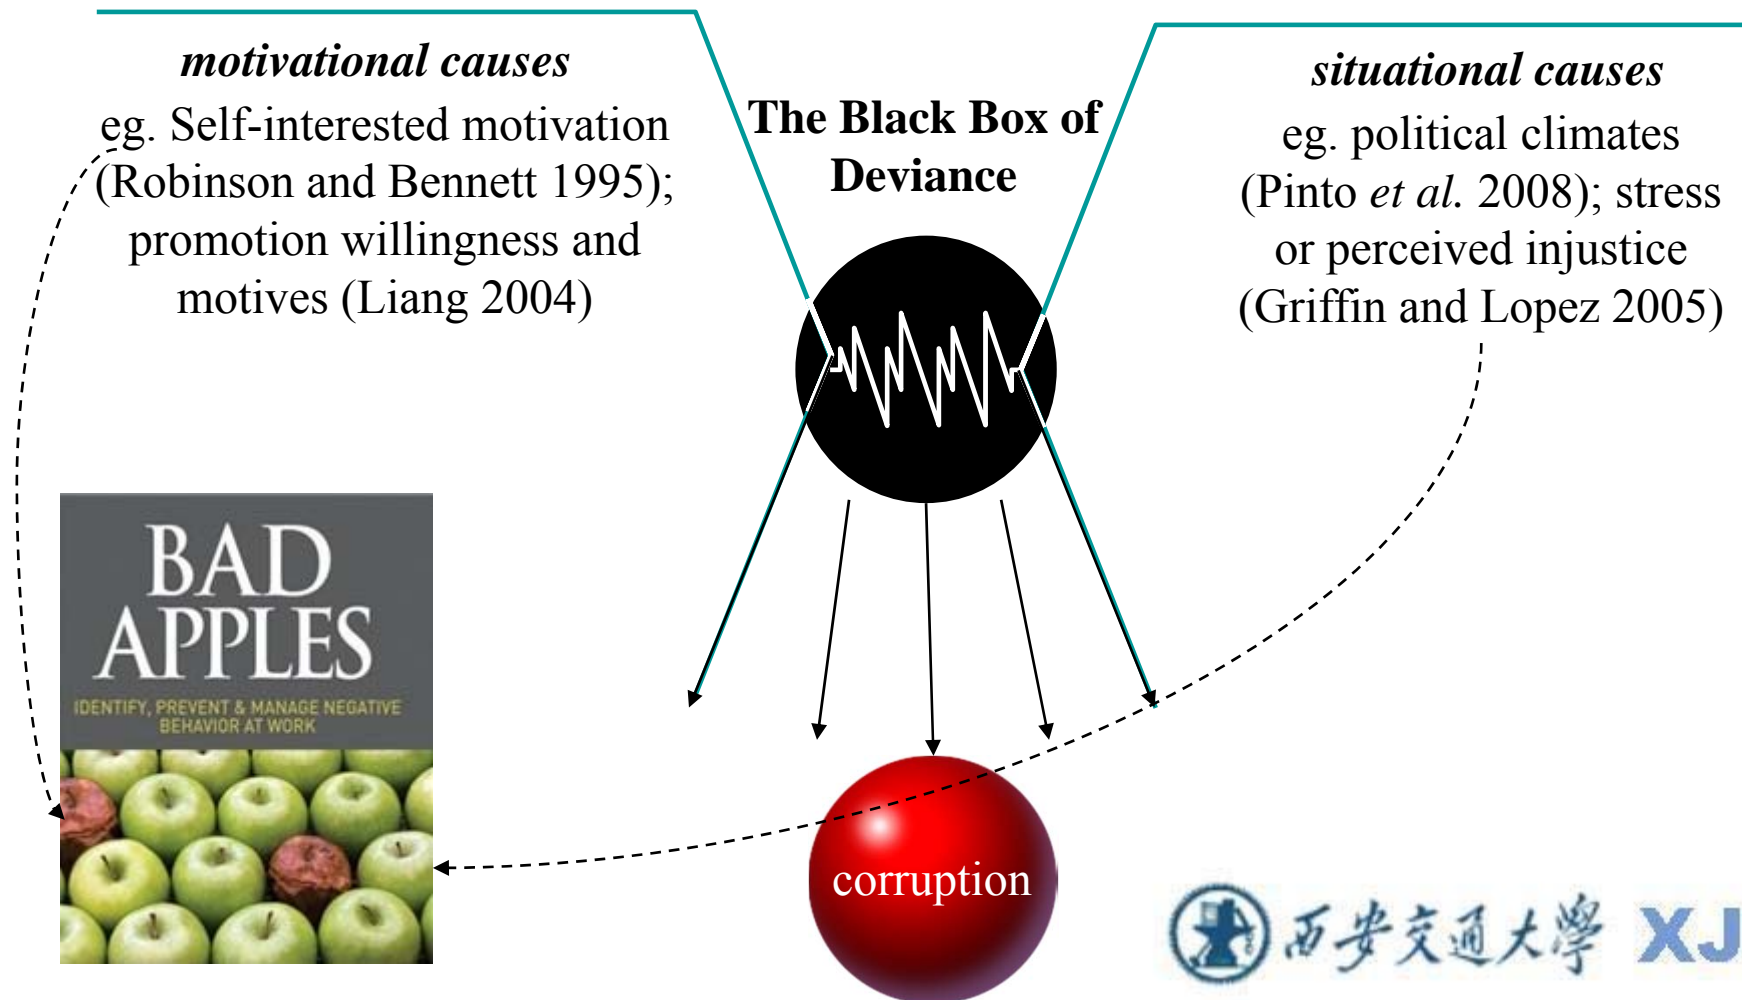 motivational causes
eg. Self-interested motivation
(Robinson and Bennett 1995);
promotion willingness and
motives (Liang 2004)
The Black Box of
Deviance
situational causes
eg. political climates
(Pinto et al. 2008); stress
or perceived injustice
(Griffin and Lopez 2005)
BAD
APPLES
IDENTIFY, PREVENT & MANAGE NEGATIVE
BEHAVIOR AT WORK
corruption
西安交通大學 XJ